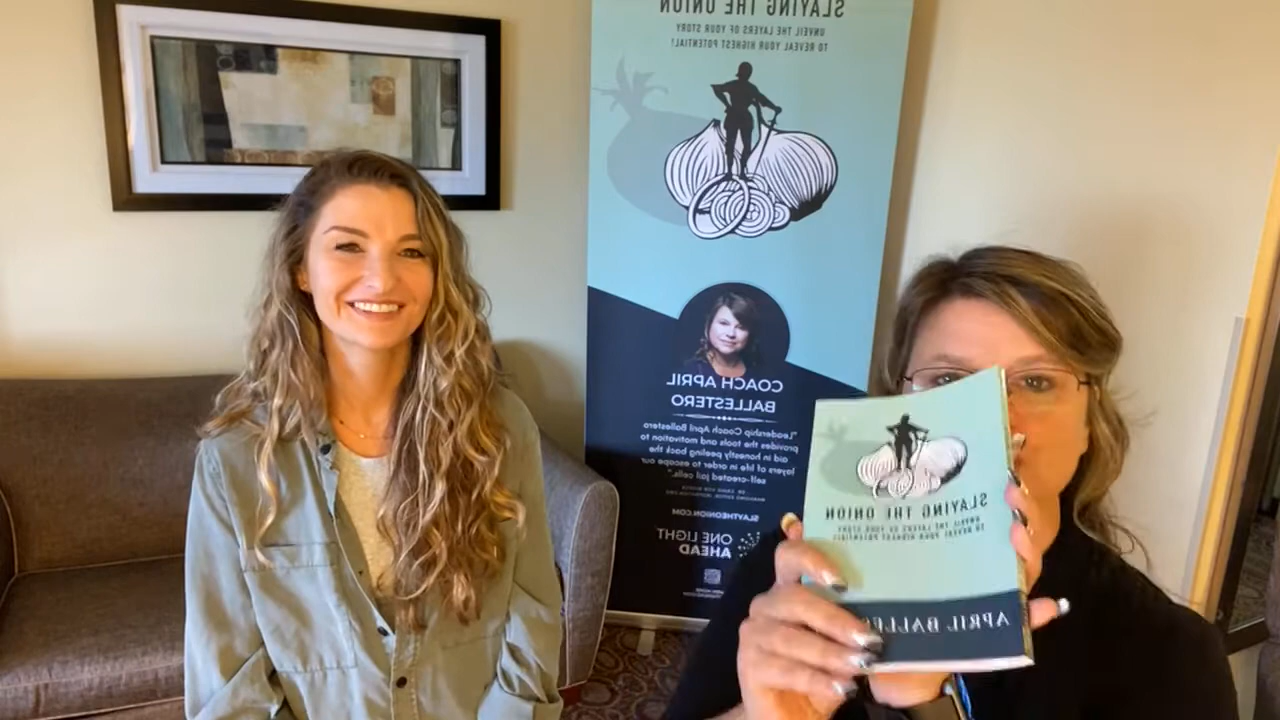 SLAYING THE ONION
UNVEIL THE LAYERS OF YOUR STORY
TO REVEAL YOUR HIGHEST POTENTIAL!
COACH APRIL
BALLESTERO
"Leadership Coach April Ballestero
provides the tools and motivation to
aid in honestly peeling back the
layers of life in order to escape our
self-created jail cells."
SLAYTHEONION.COM
ONE LIGHT
AHEAD
SLAYING THE ONION
UNVEIL THE LAYERS OF YOUR STORY
TO REVEAL YOUR HIGHEST POTENTIAL!
APRIL BALLES